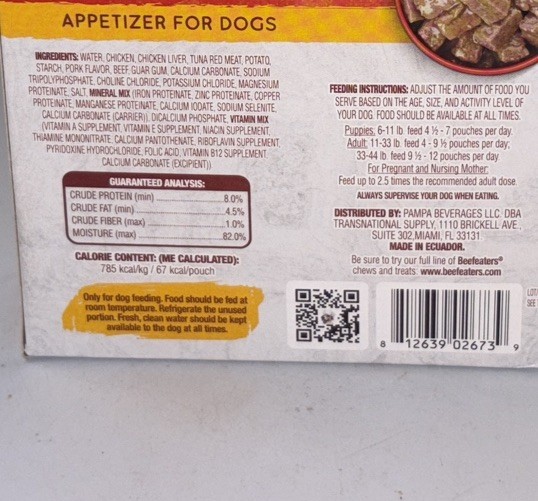 APPETIZER FOR DOGS
INGREDIENTS: WATER, CHICKEN, CHICKEN LIVER, TUNA RED MEAT, POTATO,
STARCH, PORK FLAVOR, BEEF, GUAR GUM, CALCIUM CARBONATE, SODIUM
TRIPOLYPHOSPHATE, CHOLINE CHLORIDE, POTASSIUM CHLORIDE, MAGNESIUM
PROTEINATE, SALT, MINERAL MIX (IRON PROTEINATE, ZINC PROTEINATE, COPPER
PROTEINATE, MANGANESE PROTEINATE, CALCIUM IODATE, SODIUM SELENITE,
CALCIUM CARBONATE (CARRIER)), DICALCIUM PHOSPHATE, VITAMIN MIX
(VITAMIN A SUPPLEMENT, VITAMIN E SUPPLEMENT, NIACIN SUPPLEMENT,
THIAMINE MONONITRATE, CALCIUM PANTOTHENATE, RIBOFLAVIN SUPPLEMENT,
PYRIDOXINE HYDROCHLORIDE, FOLIC ACID, VITAMIN B12 SUPPLEMENT,
CALCIUM CARBONATE (EXCIPIENT))
GUARANTEED ANALYSIS:
CRUDE PROTEIN (min) 8.0%
CRUDE FAT (min) 4.5%
CRUDE FIBER (max) 1.0%
MOISTURE (max) 82.0%
CALORIE CONTENT: (ME CALCULATED):
785 kcal/kg / 67 kcal/pouch
Only for dog feeding. Food should be fed at
room temperature. Refrigerate the unused
portion. Fresh, clean water should be kept
available to the dog at all times.
FEEDING INSTRUCTIONS: ADJUST THE AMOUNT OF FOOD YOU
SERVE BASED ON THE AGE, SIZE, AND ACTIVITY LEVEL OF
YOUR DOG. FOOD SHOULD BE AVAILABLE AT ALL TIMES.
Puppies: 6-11 lb. feed 4 ½ - 7 pouches per day.
Adult: 11-33 lb. feed 4 - 9 ½ pouches per day;
33-44 lb. feed 9 ½ - 12 pouches per day
For Pregnant and Nursing Mother:
Feed up to 2.5 times the recommended adult dose.
ALWAYS SUPERVISE YOUR DOG WHEN EATING.
DISTRIBUTED BY: PAMPA BEVERAGES LLC. DBA
TRANSNATIONAL SUPPLY, 1110 BRICKELL AVE.,
SUITE 302,MIAMI, FL 33131
MADE IN ECUADOR.
Be sure to try our full line of Beefeaters®
chews and treats: www.beefeaters.com
LOT/
SEE
8 12639 02673 9